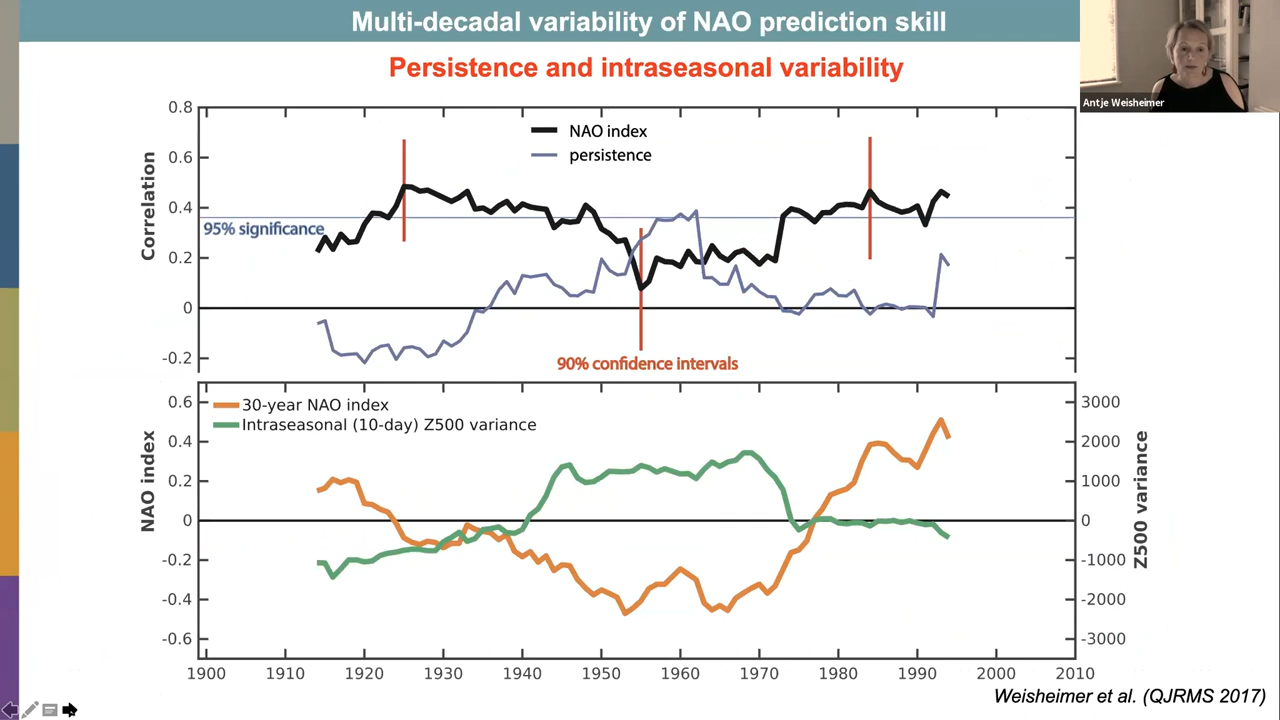 Multi-decadal variability of NAO prediction skill
Persistence and intraseasonal variability
Antje Weisheimer
0.8
0.6
0.4
0.2
0
-0.2
Correlation
NAO index
persistence
95% significance
90% confidence intervals
0.6
0.4
0.2
0
-0.2
-0.4
-0.6
NAO index
30-year NAO index
Intraseasonal (10-day) Z500 variance
3000
2000
1000
0
-1000
-2000
-3000
Z500 variance
1900 1910 1920 1930 1940 1950 1960 1970 1980 1990 2000 2010
Weisheimer et al. (QJRMS 2017)